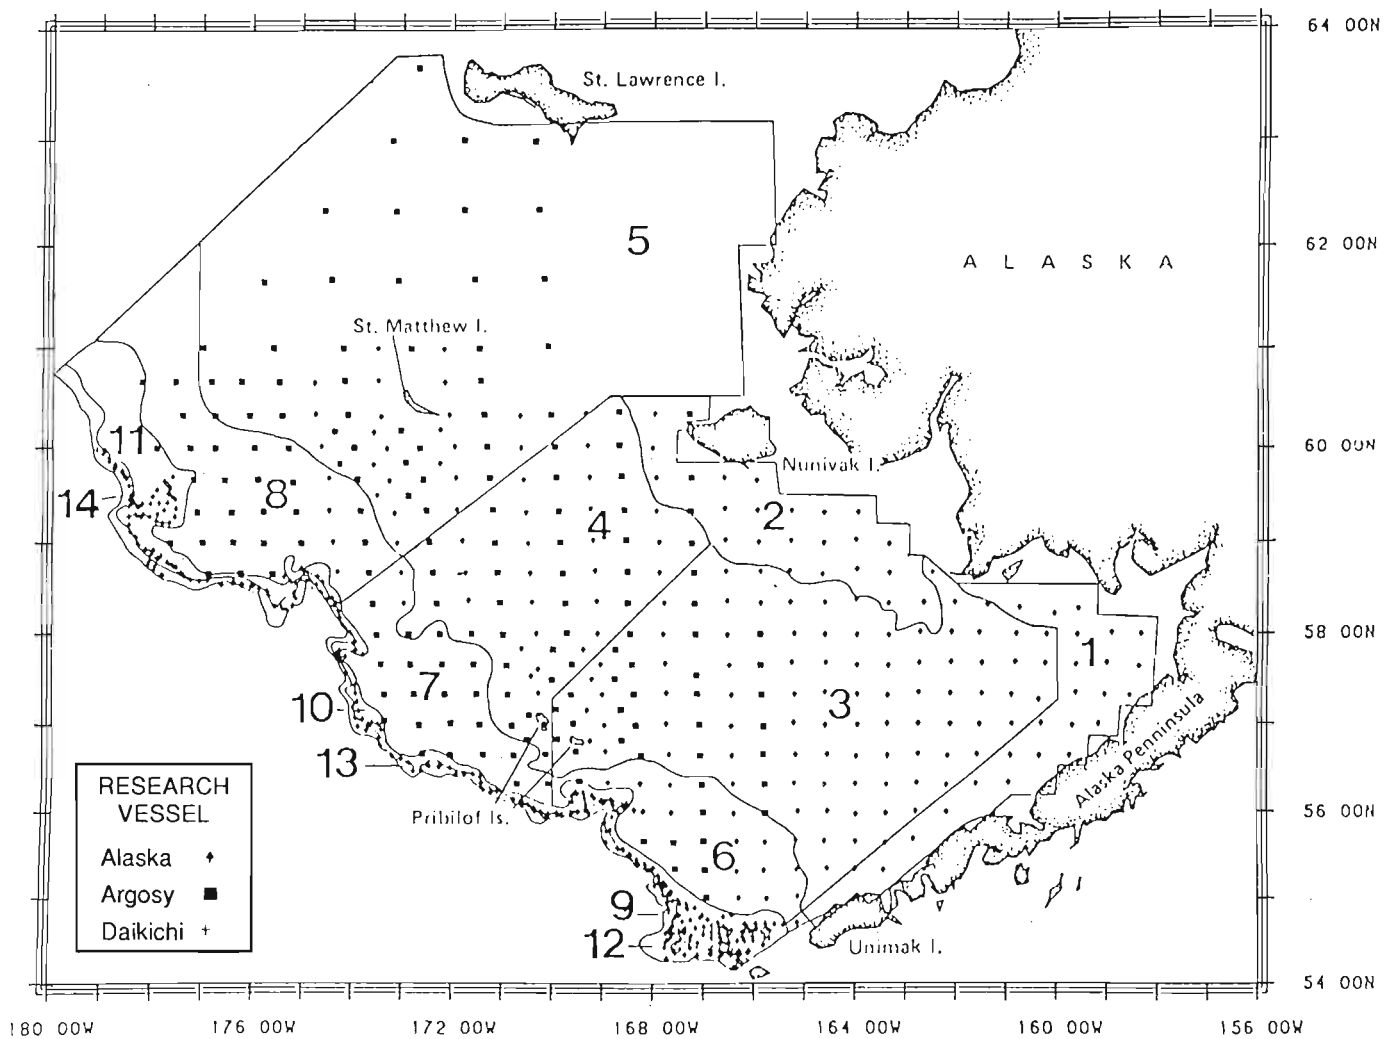 64 00N
St. Lawrence I.
5
62 00N
A L A S K A
St. Matthew I.
11
60 00N
Nunivak I.
14
8
4
2
58 00N
1
7
3
10
13
Alaska Penninsula
RESEARCH
VESSEL
Alaska
Argosy
Daikichi
Pribilof Is.
56 00N
6
9
12
Unimak I.
54 00N
180 00W 176 00W 172 00W 168 00W 164 00W 160 00W 156 00W